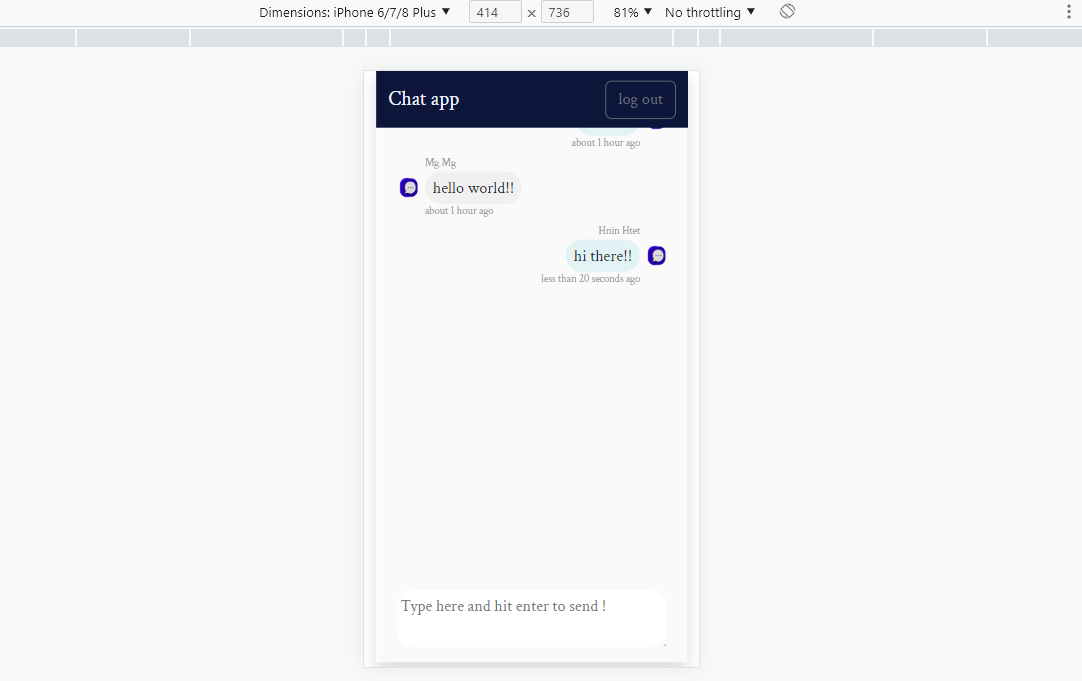 Dimensions: iPhone 6/7/8 Plus ▼ 414 × 736 81% ▼ No throttling ▼
Chat app log out
about 1 hour ago
Mg Mg
hello world!!
about 1 hour ago
Hnin Htet
hi there!!
less than 20 seconds ago
Type here and hit enter to send !